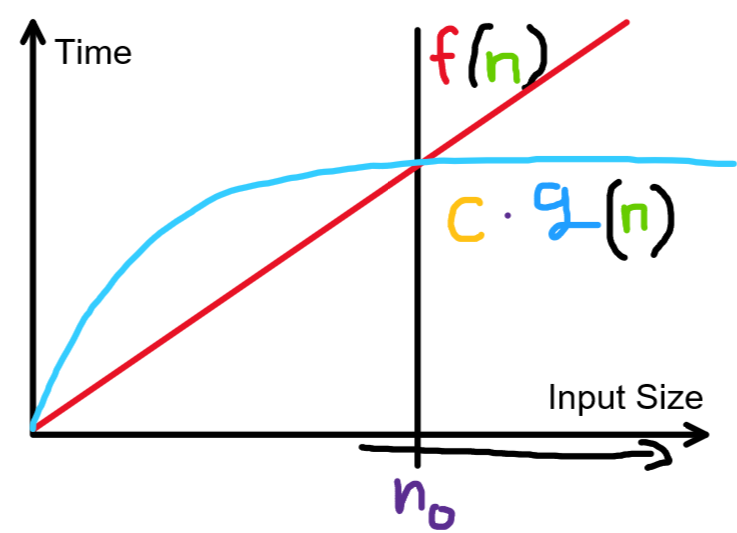 Time
f(n)
c · g(n)
Input Size
n₀